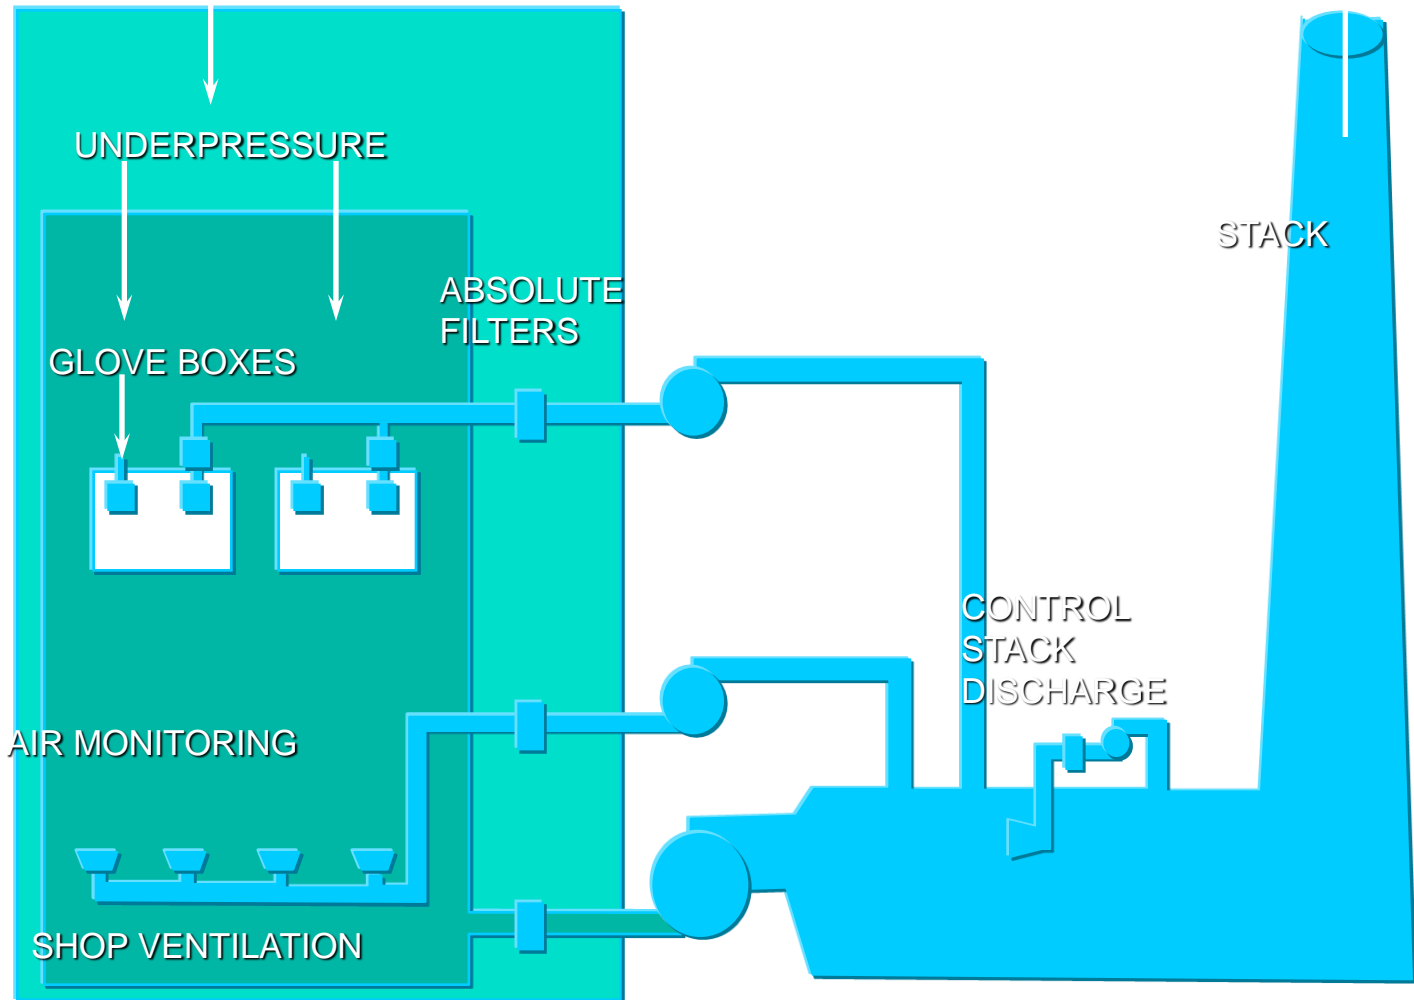 UNDERPRESSURE
STACK
ABSOLUTE
FILTERS
GLOVE BOXES
CONTROL
STACK
DISCHARGE
AIR MONITORING
SHOP VENTILATION